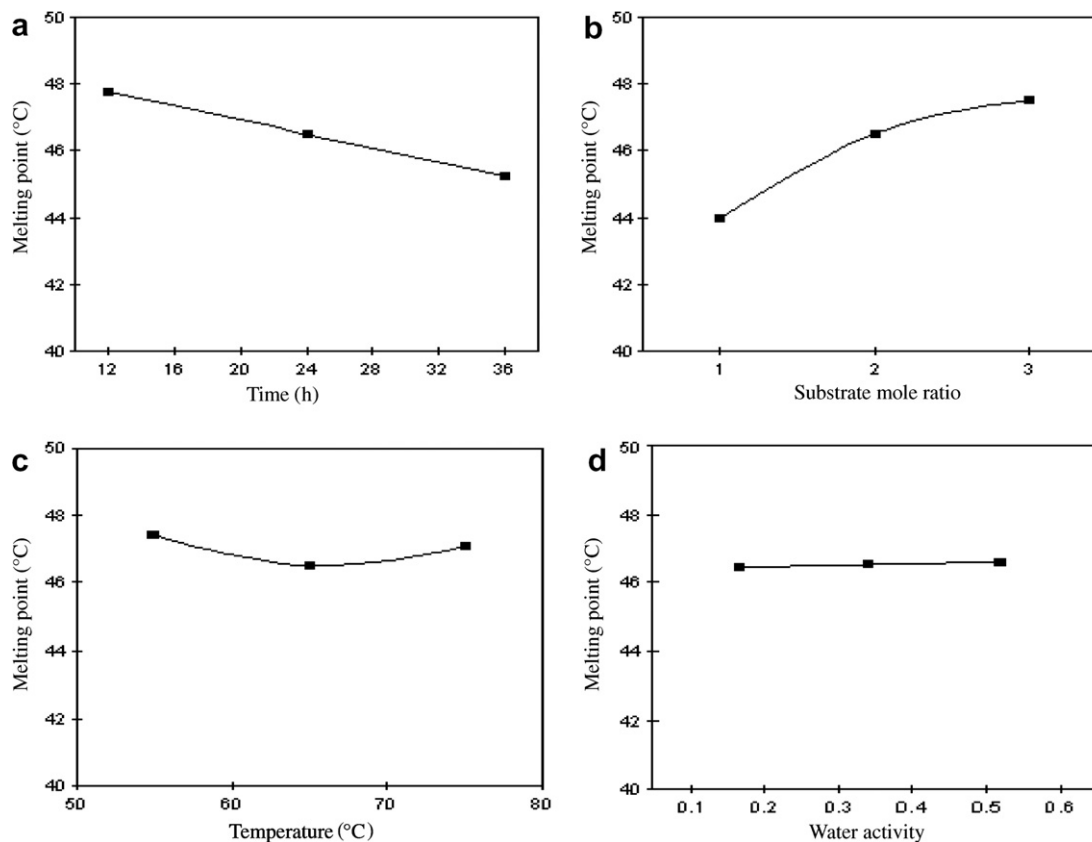 a
50
48
46
44
42
40
Melting point (°C)
12 16 20 24 28 32 36
Time (h)
b
50
48
46
44
42
40
Melting point (°C)
1 2 3
Substrate mole ratio
c
50
48
46
44
42
40
Melting point (°C)
50 60 70 80
Temperature (°C)
d
50
48
46
44
42
40
Melting point (°C)
0.1 0.2 0.3 0.4 0.5 0.6
Water activity